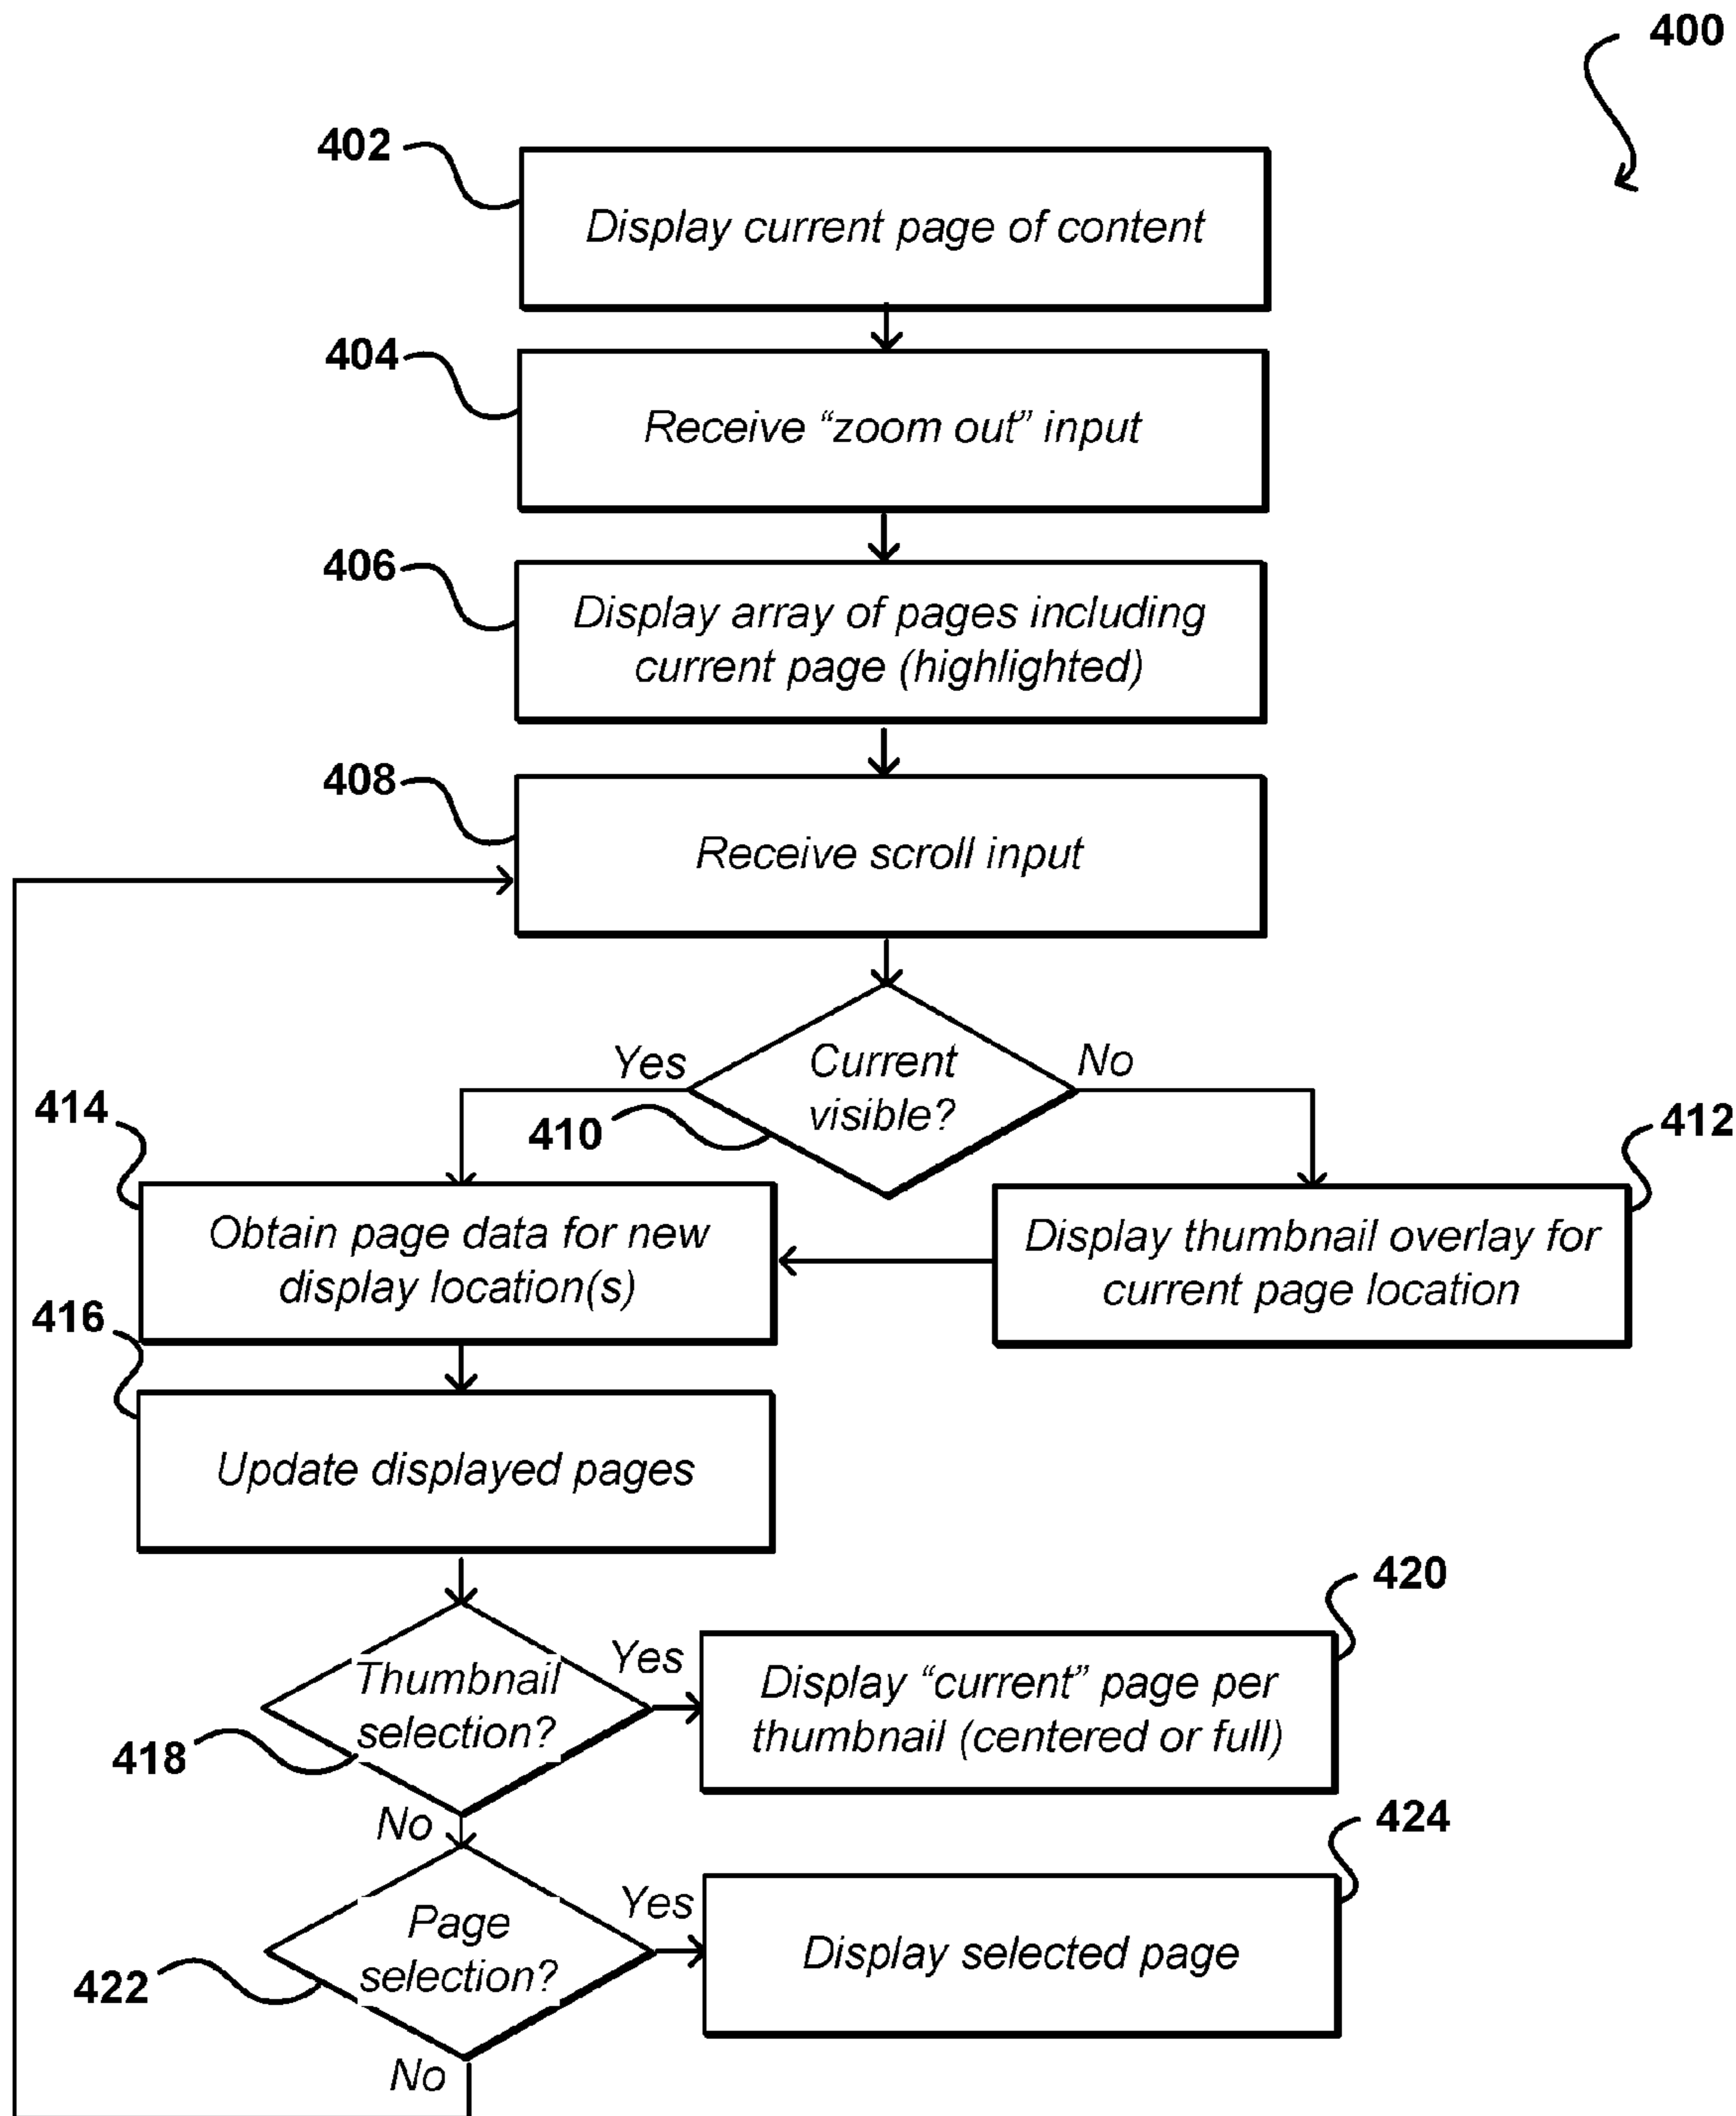 400
402
Display current page of content
404
Receive “zoom out” input
406
Display array of pages including
current page (highlighted)
408
Receive scroll input
Yes
Current
visible?
No
410
414
412
Obtain page data for new
display location(s)
Display thumbnail overlay for
current page location
416
Update displayed pages
420
Thumbnail
selection?
Yes
Display “current” page per
thumbnail (centered or full)
418
No
424
Page
selection?
Yes
Display selected page
422
No